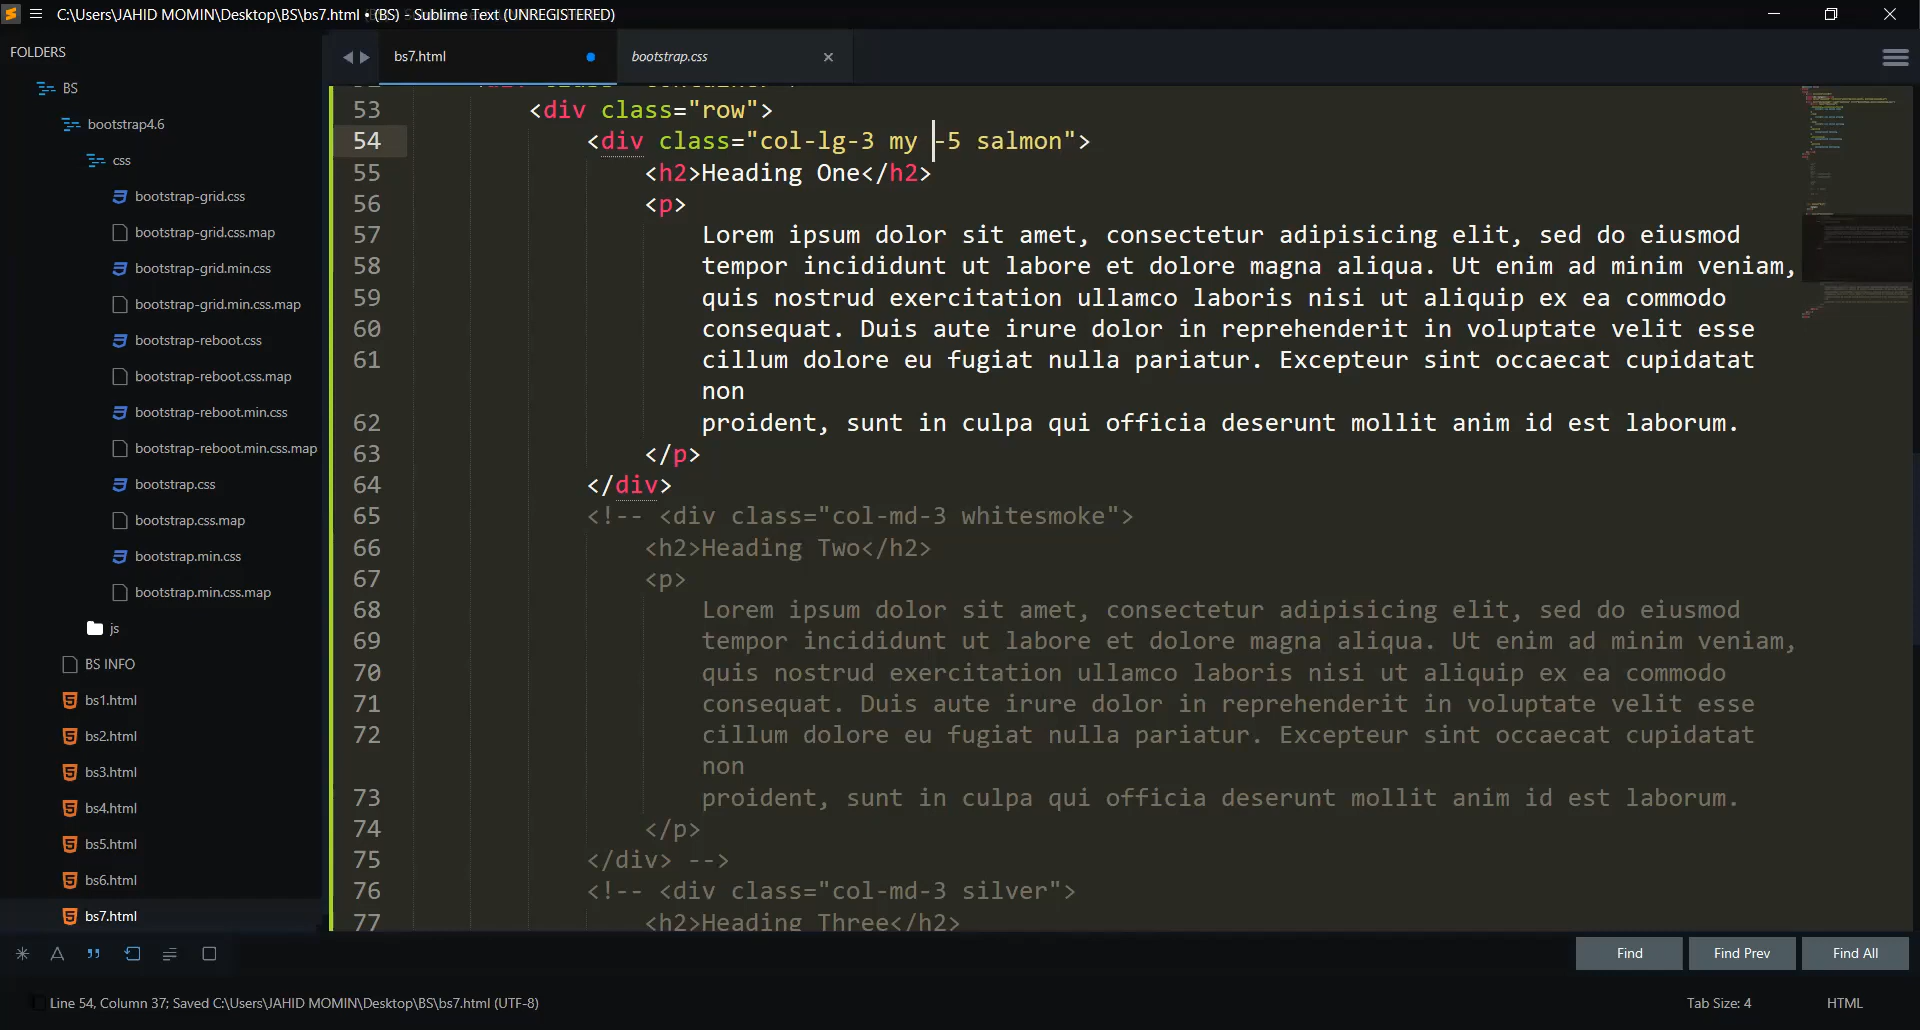 C:\Users\JAHID MOMIN\Desktop\BS\bs7.html • (BS) - Sublime Text (UNREGISTERED)
FOLDERS
BS
bootstrap4.6
css
bootstrap-grid.css
bootstrap-grid.css.map
bootstrap-grid.min.css
bootstrap-grid.min.css.map
bootstrap-reboot.css
bootstrap-reboot.css.map
bootstrap-reboot.min.css
bootstrap-reboot.min.css.map
bootstrap.css
bootstrap.css.map
bootstrap.min.css
bootstrap.min.css.map
js
BS INFO
bs1.html
bs2.html
bs3.html
bs4.html
bs5.html
bs6.html
bs7.html
bs7.html
bootstrap.css
53 <div class="row">
54 <div class="col-lg-3 my -5 salmon">
55 <h2>Heading One</h2>
56 <p>
57 Lorem ipsum dolor sit amet, consectetur adipisicing elit, sed do eiusmod
58 tempor incididunt ut labore et dolore magna aliqua. Ut enim ad minim veniam,
59 quis nostrud exercitation ullamco laboris nisi ut aliquip ex ea commodo
60 consequat. Duis aute irure dolor in reprehenderit in voluptate velit esse
61 cillum dolore eu fugiat nulla pariatur. Excepteur sint occaecat cupidatat
non
62 proident, sunt in culpa qui officia deserunt mollit anim id est laborum.
63 </p>
64 </div>
65 <!-- <div class="col-md-3 whitesmoke">
66 <h2>Heading Two</h2>
67 <p>
68 Lorem ipsum dolor sit amet, consectetur adipisicing elit, sed do eiusmod
69 tempor incididunt ut labore et dolore magna aliqua. Ut enim ad minim veniam,
70 quis nostrud exercitation ullamco laboris nisi ut aliquip ex ea commodo
71 consequat. Duis aute irure dolor in reprehenderit in voluptate velit esse
72 cillum dolore eu fugiat nulla pariatur. Excepteur sint occaecat cupidatat
non
73 proident, sunt in culpa qui officia deserunt mollit anim id est laborum.
74 </p>
75 </div> -->
76 <!-- <div class="col-md-3 silver">
77 <h2>Heading Three</h2>
Find
Find Prev
Find All
Line 54, Column 37; Saved C:\Users\JAHID MOMIN\Desktop\BS\bs7.html (UTF-8)
Tab Size: 4
HTML